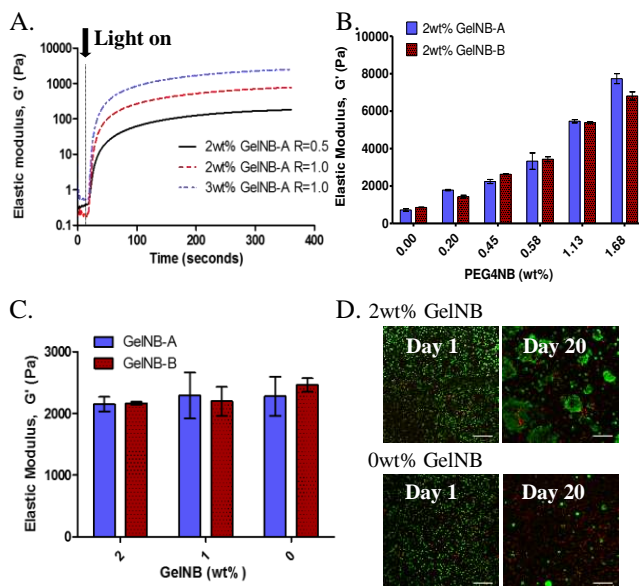 A.
Light on
Elastic modulus, G' (Pa)
10000
1000
100
10
1
0.1
2wt% GelNB-A R=0.5
2wt% GelNB-A R=1.0
3wt% GelNB-A R=1.0
0
100
200
300
400
Time (seconds)
B.
2wt% GelNB-A
2wt% GelNB-B
Elastic Modulus, G' (Pa)
10000
8000
6000
4000
2000
0
0.00
0.20
0.45
0.58
1.13
1.68
PEG4NB (wt%)
C.
GelNB-A
GelNB-B
Elastic Modulus, G' (Pa)
3000
2000
1000
0
2
1
0
GelNB (wt%)
D.
2wt% GelNB
Day 1
Day 20
0wt% GelNB
Day 1
Day 20